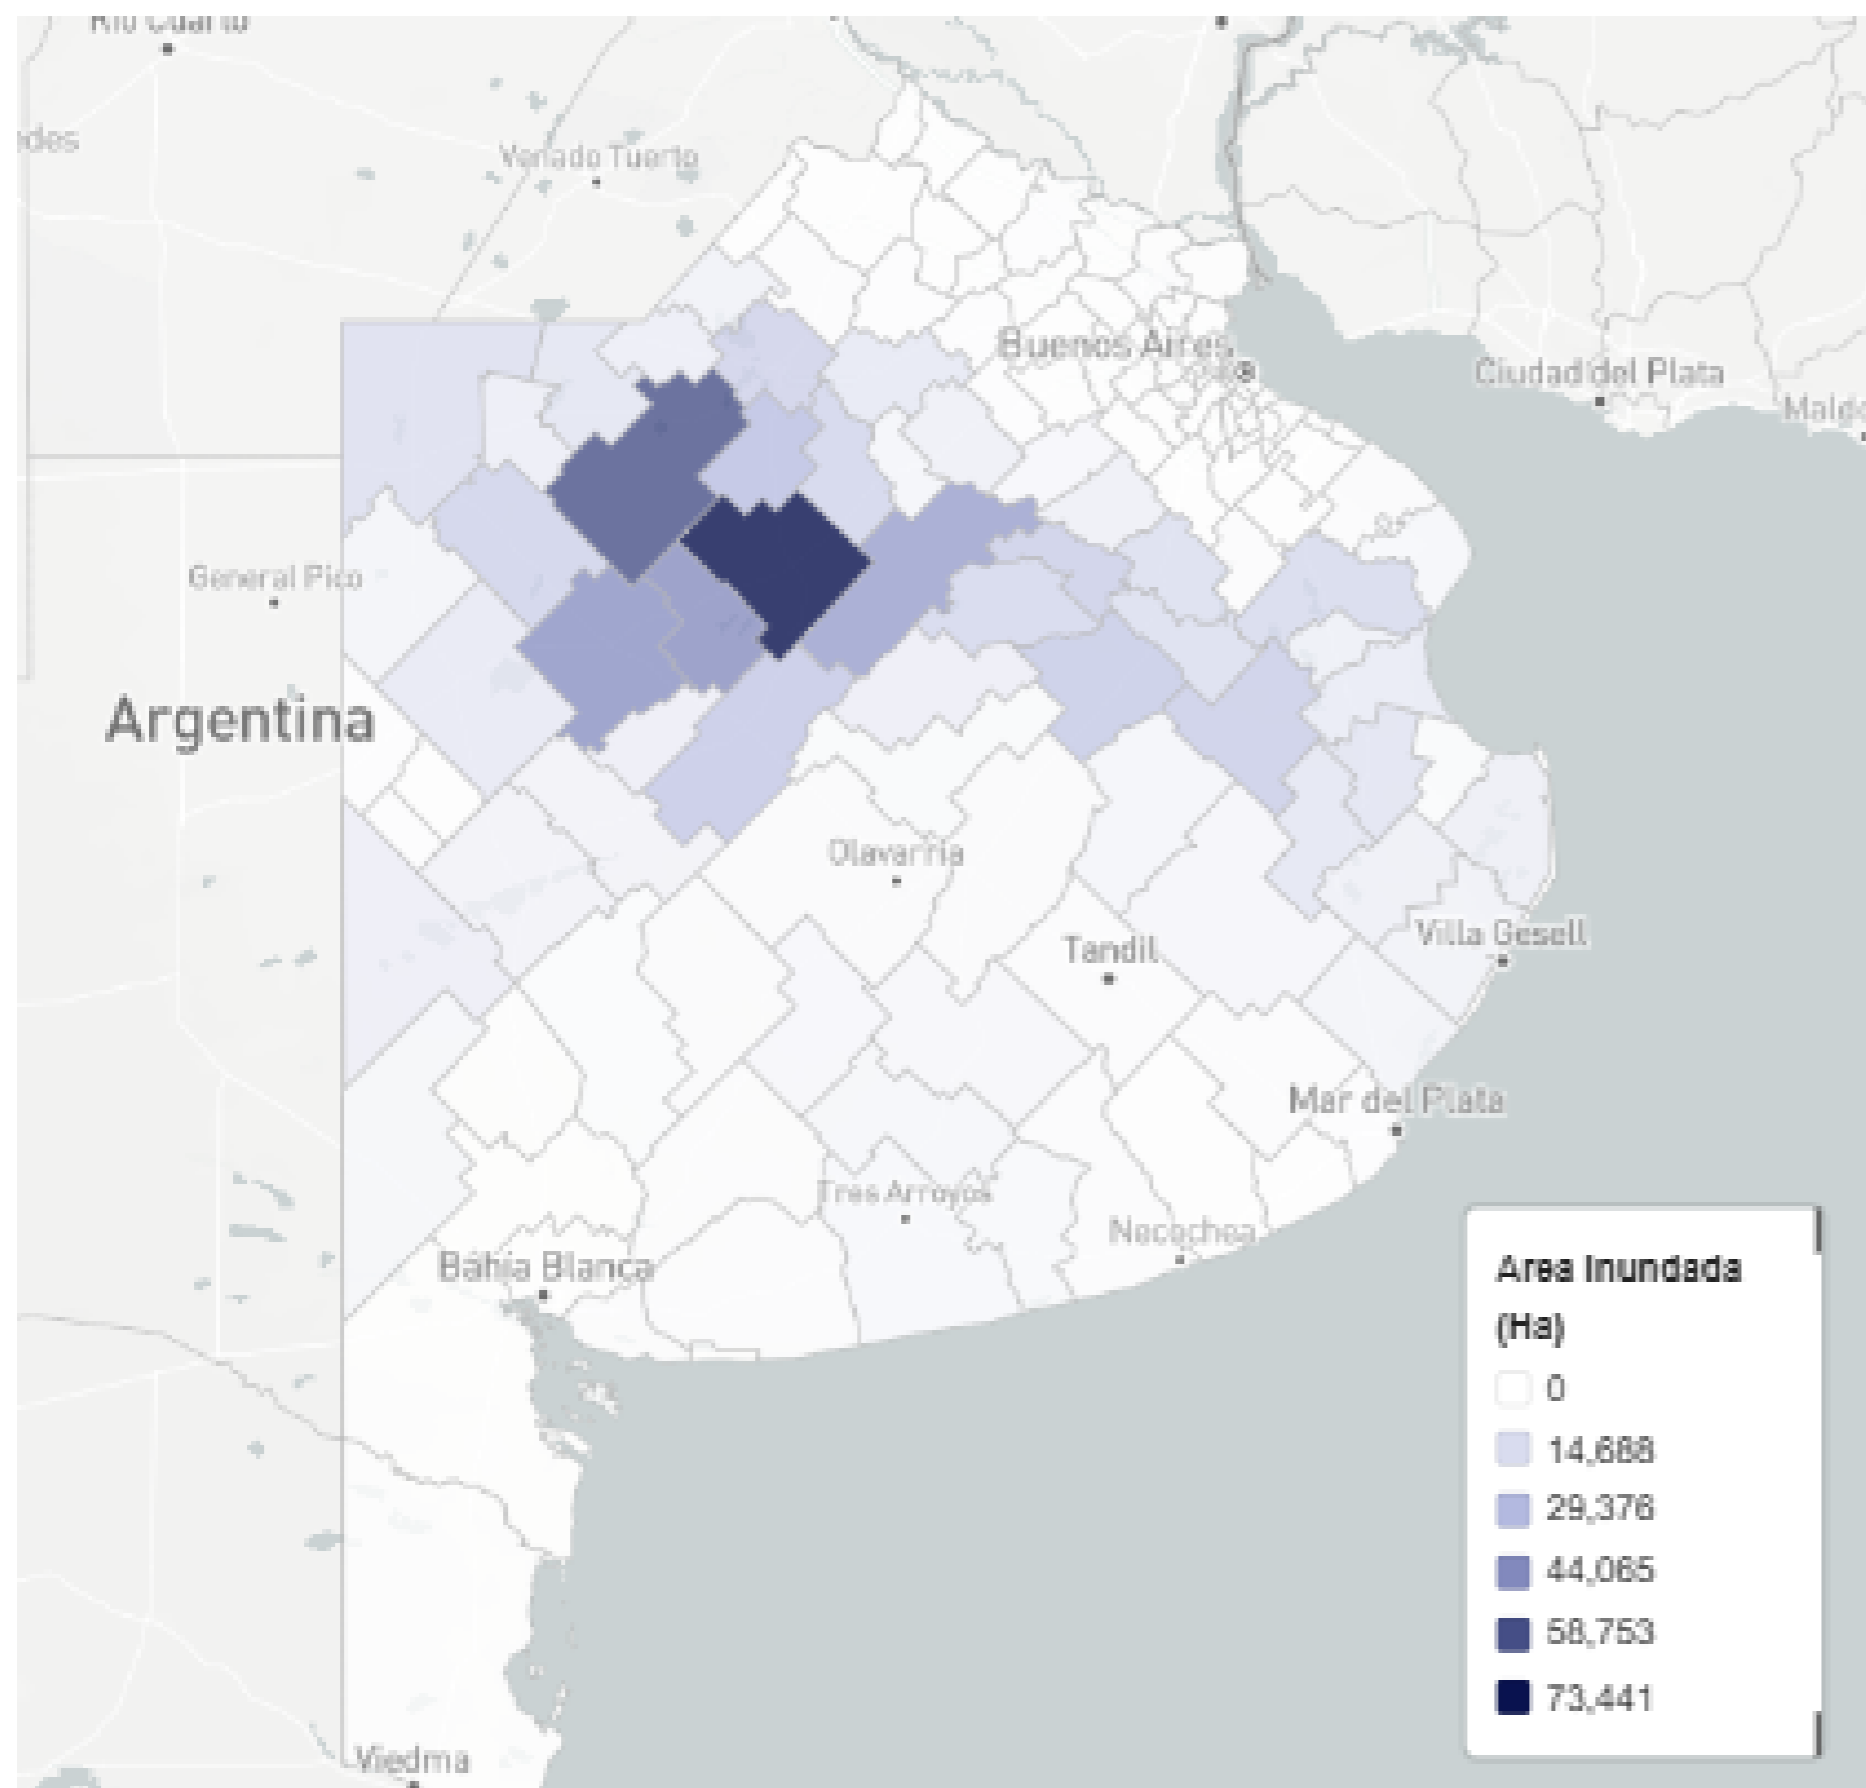 Río Cuarto
edes
Venado Tuerto
Buenos Aires
Ciudad del Plata
Maldo
General Pico
Argentina
Olavarría
Villa Gesell
Tandil
Mar del Plata
Tres Arroyos
Necochea
Bahía Blanca
Viedma
Area Inundada
(Ha)
0
14,688
29,376
44,065
58,753
73,441